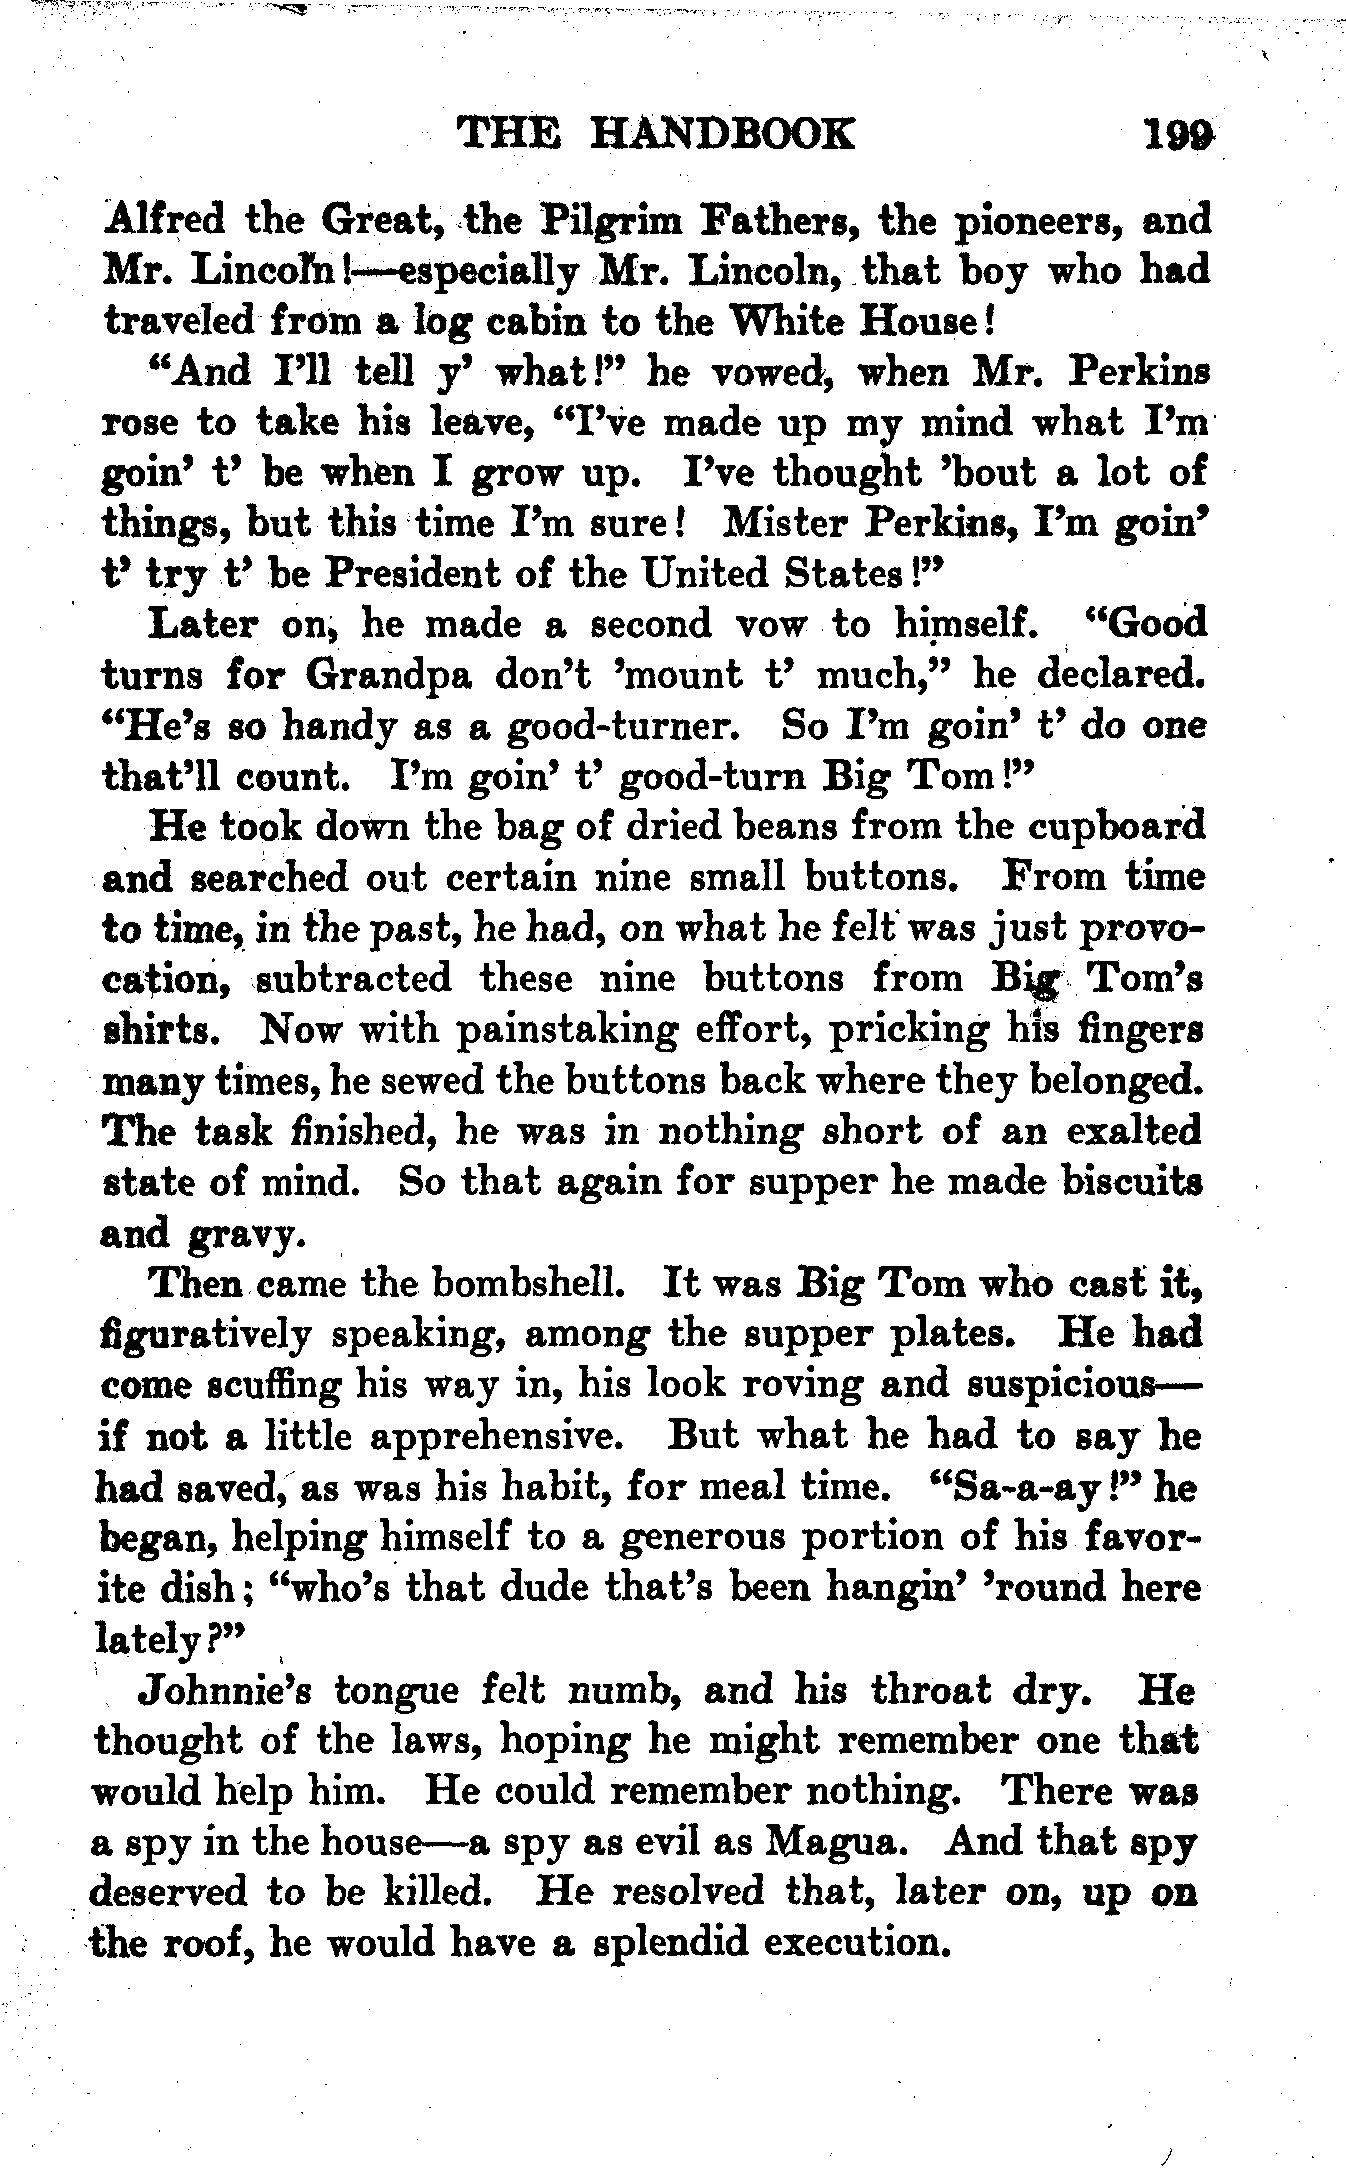 THE HANDBOOK 199
Alfred the Great, the Pilgrim Fathers, the pioneers, and
Mr. Lincoln!—especially Mr. Lincoln, that boy who had
traveled from a log cabin to the White House!
“And I’ll tell y’ what!” he vowed, when Mr. Perkins
rose to take his leave, “I’ve made up my mind what I’m
goin’ t’ be when I grow up. I’ve thought ’bout a lot of
things, but this time I’m sure! Mister Perkins, I’m goin’
t’ try t’ be President of the United States!”
Later on, he made a second vow to himself. “Good
turns for Grandpa don’t ’mount t’ much,” he declared.
“He’s so handy as a good-turner. So I’m goin’ t’ do one
that’ll count. I’m goin’ t’ good-turn Big Tom!”
He took down the bag of dried beans from the cupboard
and searched out certain nine small buttons. From time
to time, in the past, he had, on what he felt was just provo-
cation, subtracted these nine buttons from Big Tom’s
shirts. Now with painstaking effort, pricking his fingers
many times, he sewed the buttons back where they belonged.
The task finished, he was in nothing short of an exalted
state of mind. So that again for supper he made biscuits
and gravy.
Then came the bombshell. It was Big Tom who cast it,
figuratively speaking, among the supper plates. He had
come scuffing his way in, his look roving and suspicious—
if not a little apprehensive. But what he had to say he
had saved, as was his habit, for meal time. “Sa-a-ay!” he
began, helping himself to a generous portion of his favor-
ite dish; “who’s that dude that’s been hangin’ ’round here
lately?”
Johnnie’s tongue felt numb, and his throat dry. He
thought of the laws, hoping he might remember one that
would help him. He could remember nothing. There was
a spy in the house—a spy as evil as Magua. And that spy
deserved to be killed. He resolved that, later on, up on
the roof, he would have a splendid execution.